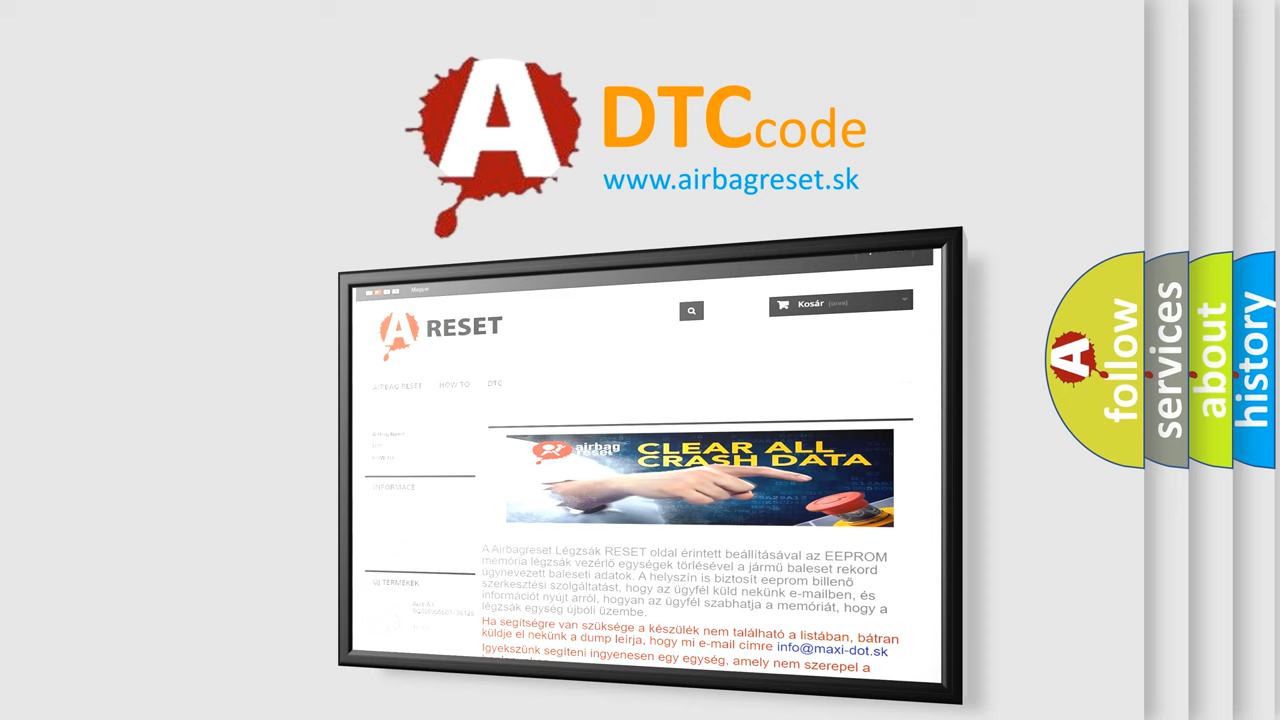 A DTC code
www.airbagreset.sk
Magyar
Kosár (üres)
A RESET
AIRBAG RESET HOW TO DTC
Airbag Reset
INFORMACE
airbag
reset
CLEAR ALL
CRASH DATA
A Airbagreset Légzsák RESET oldal érintett beállításával az EEPROM
memória légzsák vezérlő egységek törlésével a jármű baleset rekord
úgynevezett baleseti adatok. A helyszín is biztosít eeprom billenő
szerkesztési szolgáltatást, hogy az ügyfél küld nekünk e-mailben, és
információt nyújt arról, hogyan az ügyfél szabhatja a memóriát, hogy a
légzsák egység újbóli üzembe.
Ha segítségre van szüksége a készülék nem található a listában, bátran
küldje el nekünk a dump leírja, hogy mi e-mail címre info@maxi-dot.sk
Igyekszünk segíteni ingyenesen egy egység, amely nem szerepel a
ÚJ TERMÉKEK
A follow
services
about
history